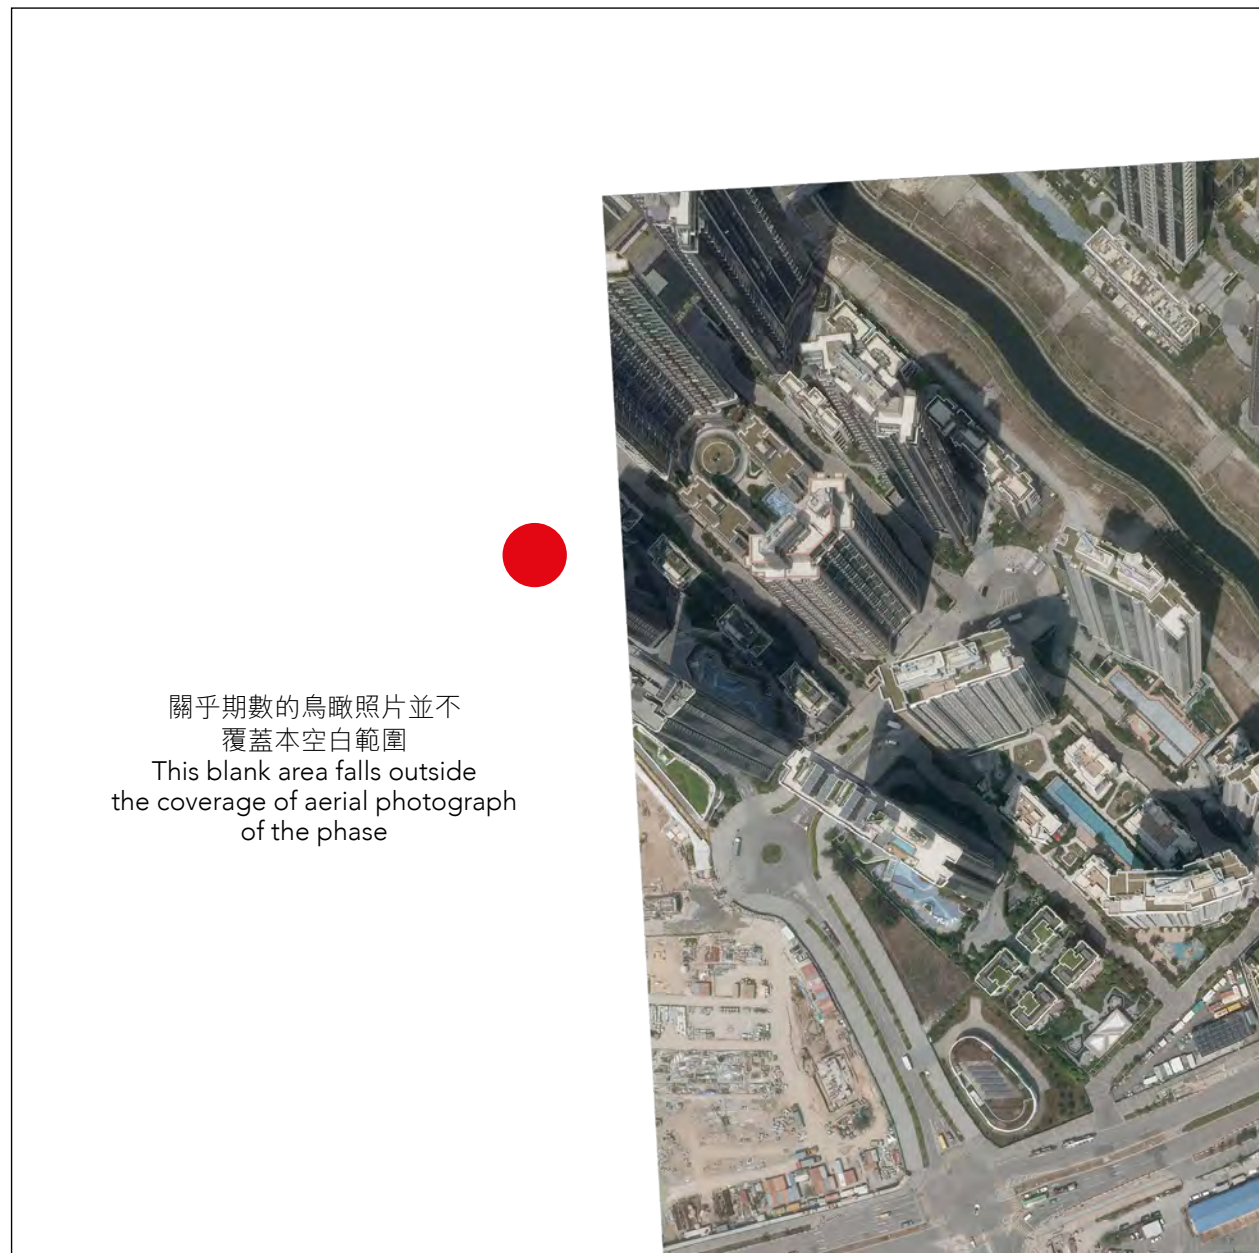 關乎期數的鳥瞰照片並不
覆蓋本空白範圍
This blank area falls outside
the coverage of aerial photograph
of the phase